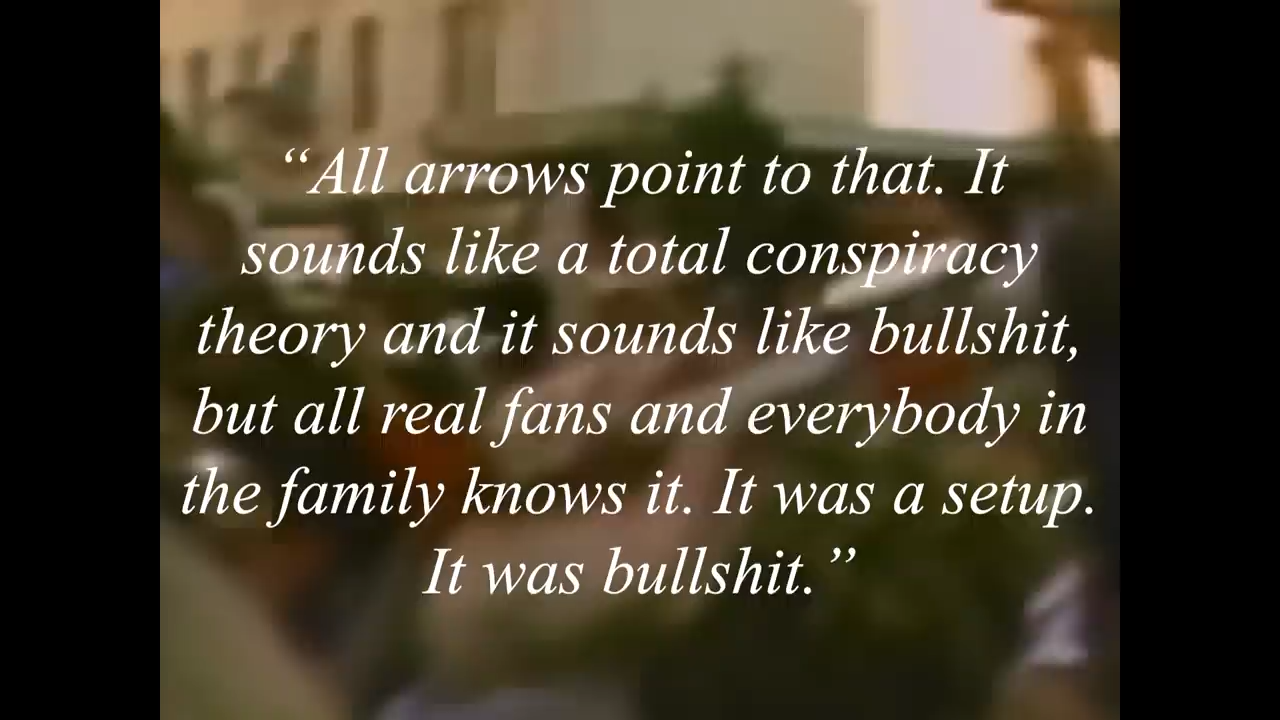 “All arrows point to that. It
sounds like a total conspiracy
theory and it sounds like bullshit,
but all real fans and everybody in
the family knows it. It was a setup.
It was bullshit.”